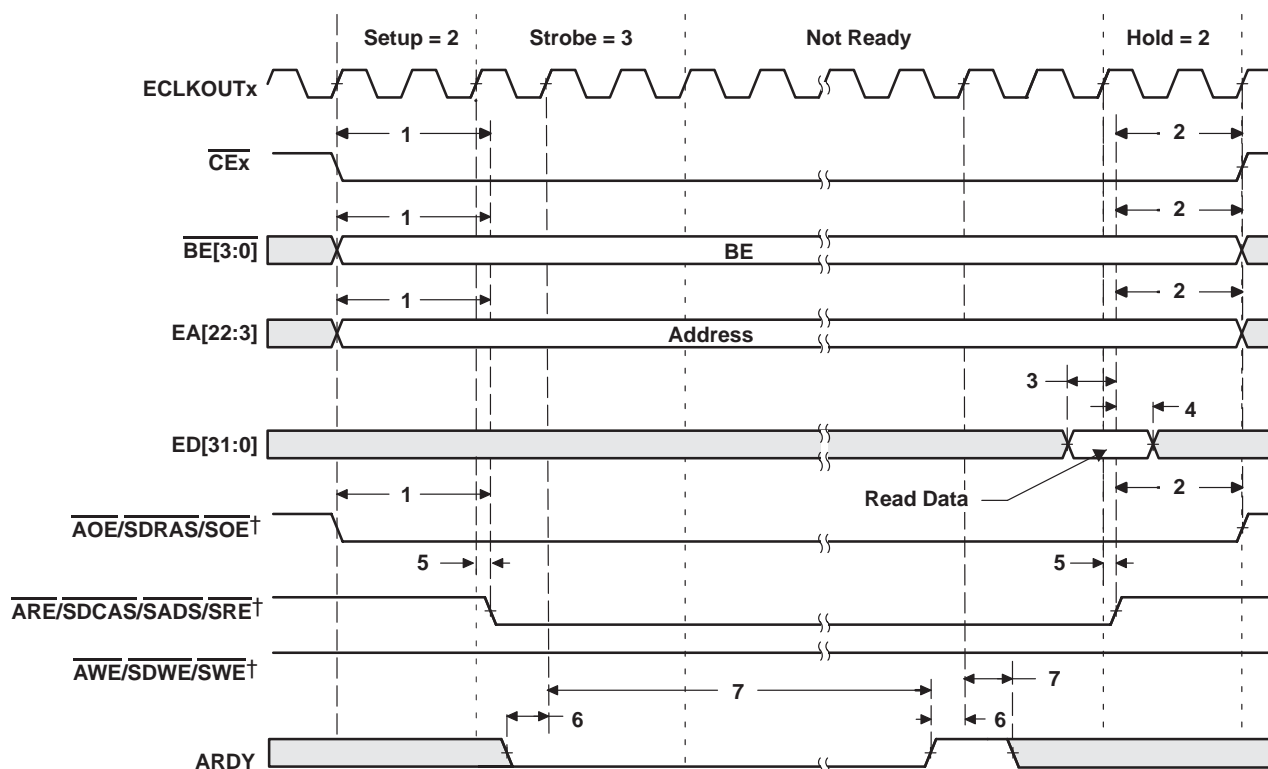 Setup = 2 Strobe = 3 Not Ready Hold = 2
ECLKOUTx
1 2
CEx
1 2
BE[3:0] BE
1 2
EA[22:3] Address
3
4
ED[31:0]
Read Data
1 2
AOE/SDRAS/SOE†
5 5
ARE/SDCAS/SADS/SRE†
AWE/SDWE/SWE†
7 7
6 6
ARDY